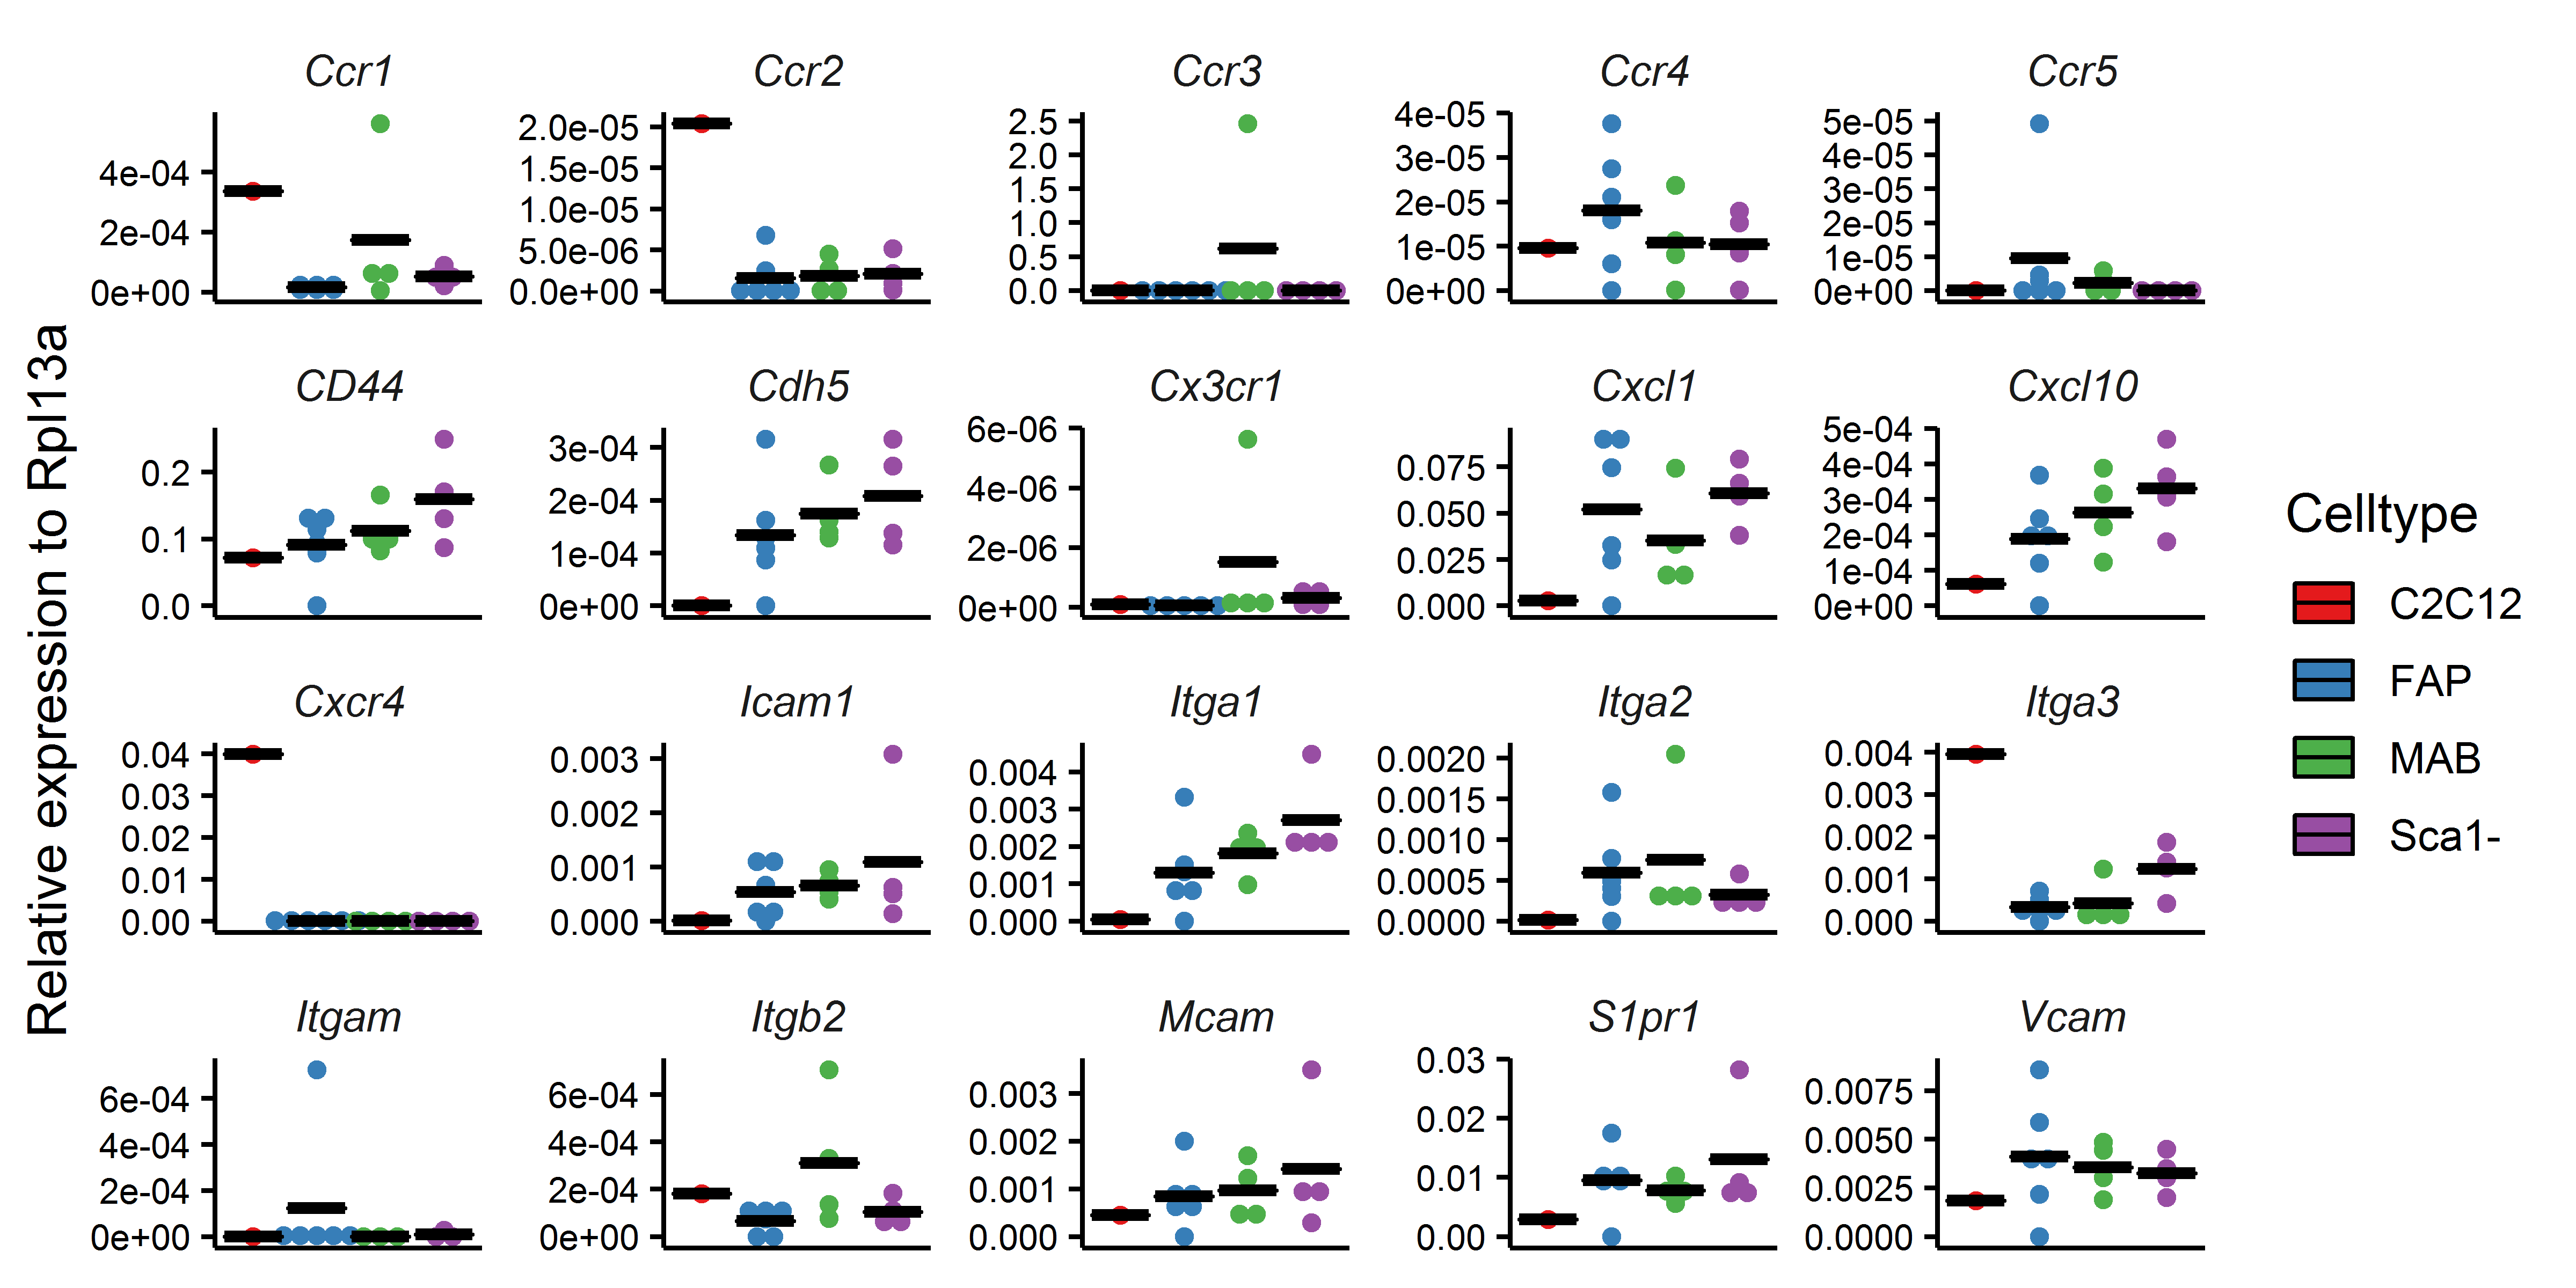 Relative expression to Rpl13a
Ccr1
4e-04
2e-04
0e+00
Ccr2
2.0e-05
1.5e-05
1.0e-05
5.0e-06
0.0e+00
Ccr3
2.5
2.0
1.5
1.0
0.5
0.0
Ccr4
4e-05
3e-05
2e-05
1e-05
0e+00
Ccr5
5e-05
4e-05
3e-05
2e-05
1e-05
0e+00
CD44
0.2
0.1
0.0
Cdh5
3e-04
2e-04
1e-04
0e+00
Cx3cr1
6e-06
4e-06
2e-06
0e+00
Cxcl1
0.075
0.050
0.025
0.000
Cxcl10
5e-04
4e-04
3e-04
2e-04
1e-04
0e+00
Cxcr4
0.04
0.03
0.02
0.01
0.00
Icam1
0.003
0.002
0.001
0.000
Itga1
0.004
0.003
0.002
0.001
0.000
Itga2
0.0020
0.0015
0.0010
0.0005
0.0000
Itga3
0.004
0.003
0.002
0.001
0.000
Itgam
6e-04
4e-04
2e-04
0e+00
Itgb2
6e-04
4e-04
2e-04
0e+00
Mcam
0.003
0.002
0.001
0.000
S1pr1
0.03
0.02
0.01
0.00
Vcam
0.0075
0.0050
0.0025
0.0000
Celltype
C2C12
FAP
MAB
Sca1-